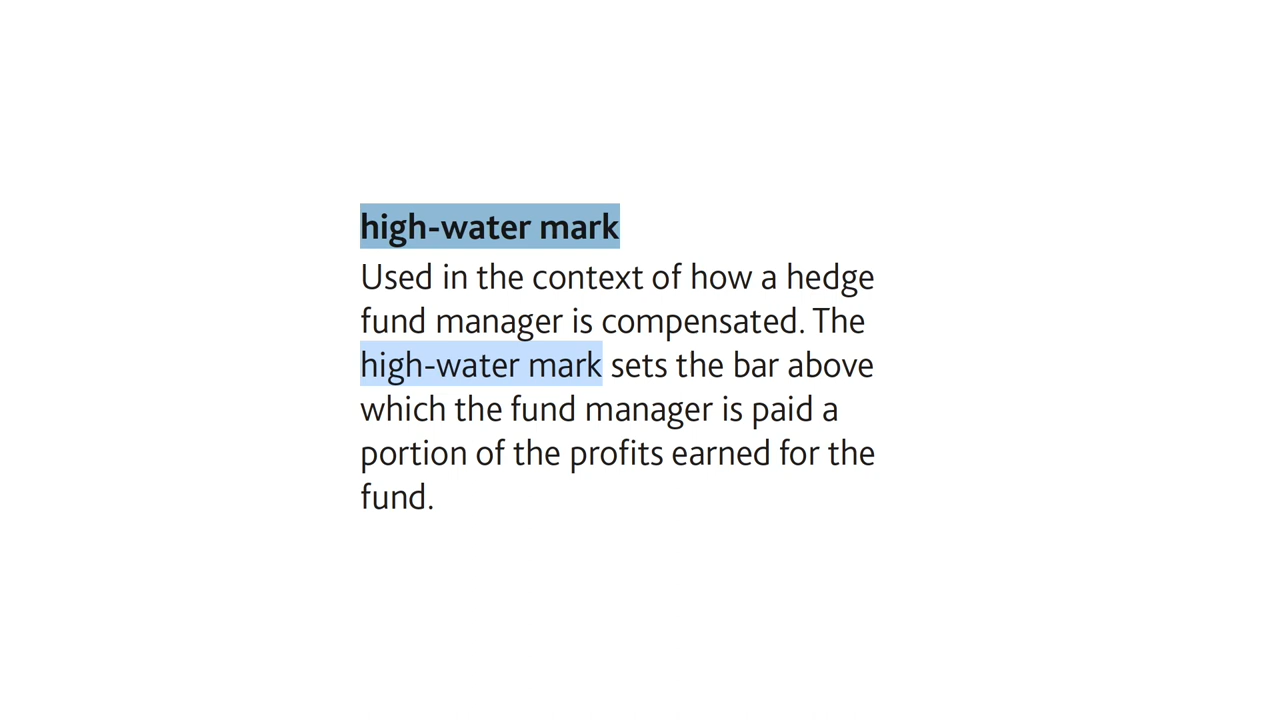 high-water mark
Used in the context of how a hedge
fund manager is compensated. The
high-water mark sets the bar above
which the fund manager is paid a
portion of the profits earned for the
fund.